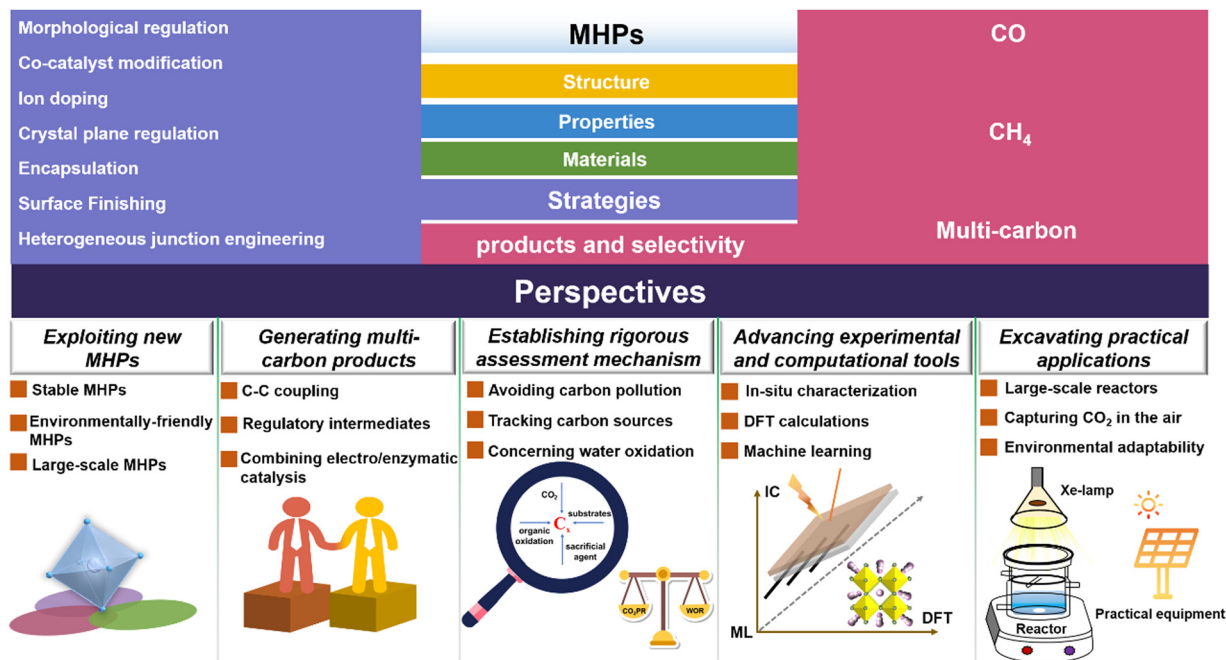 Morphological regulation
Co-catalyst modification
Ion doping
Crystal plane regulation
Encapsulation
Surface Finishing
Heterogeneous junction engineering
MHPs
Structure
Properties
Materials
Strategies
products and selectivity
CO
CH₄
Multi-carbon
Perspectives
Exploiting new
MHPs
Stable MHPs
Environmentally-friendly
MHPs
Large-scale MHPs
Generating multi-
carbon products
C-C coupling
Regulatory intermediates
Combining electro/enzymatic
catalysis
Establishing rigorous
assessment mechanism
Avoiding carbon pollution
Tracking carbon sources
Concerning water oxidation
CO₂
substrates
organic
oxidation
Cₓ
sacrificial
agent
CO₂PR
WOR
Advancing experimental
and computational tools
In-situ characterization
DFT calculations
Machine learning
IC
ML
DFT
Excavating practical
applications
Large-scale reactors
Capturing CO₂ in the air
Environmental adaptability
Xe-lamp
Reactor
Practical equipment